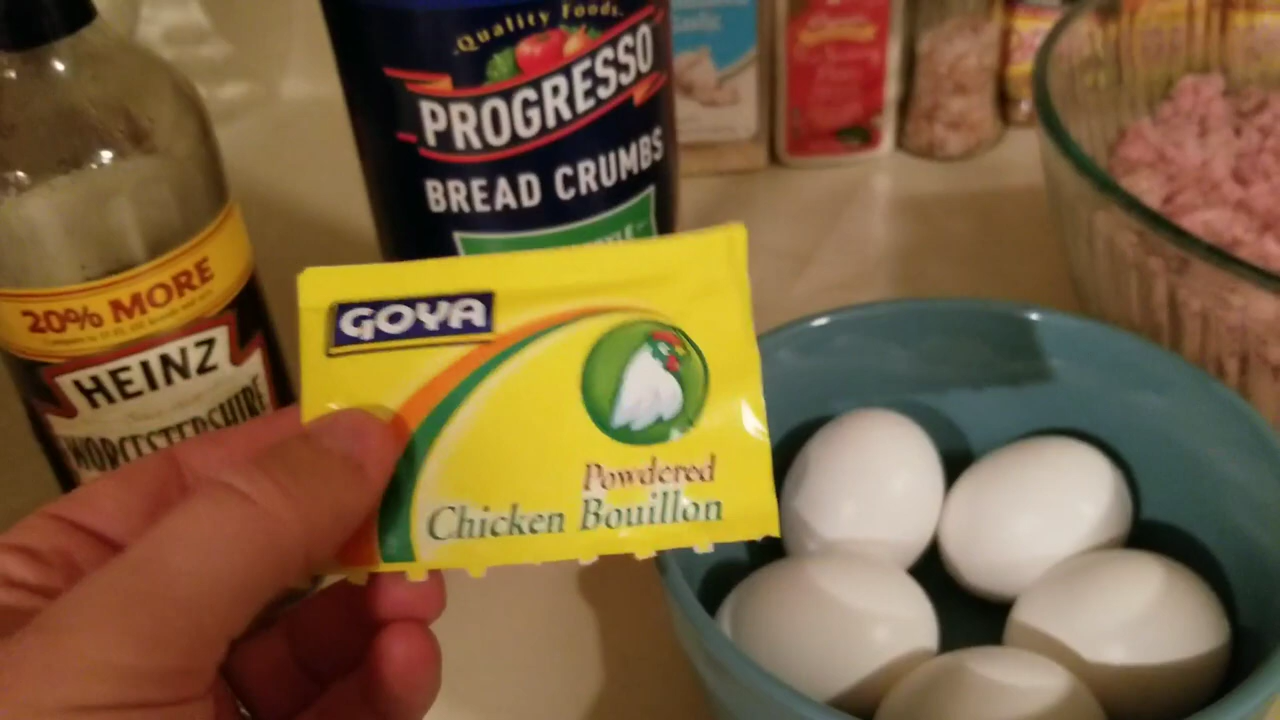 Quality Foods.
PROGRESSO
BREAD CRUMBS
20% MORE
HEINZ
WORCESTERSHIRE
GOYA
Powdered
Chicken Bouillon